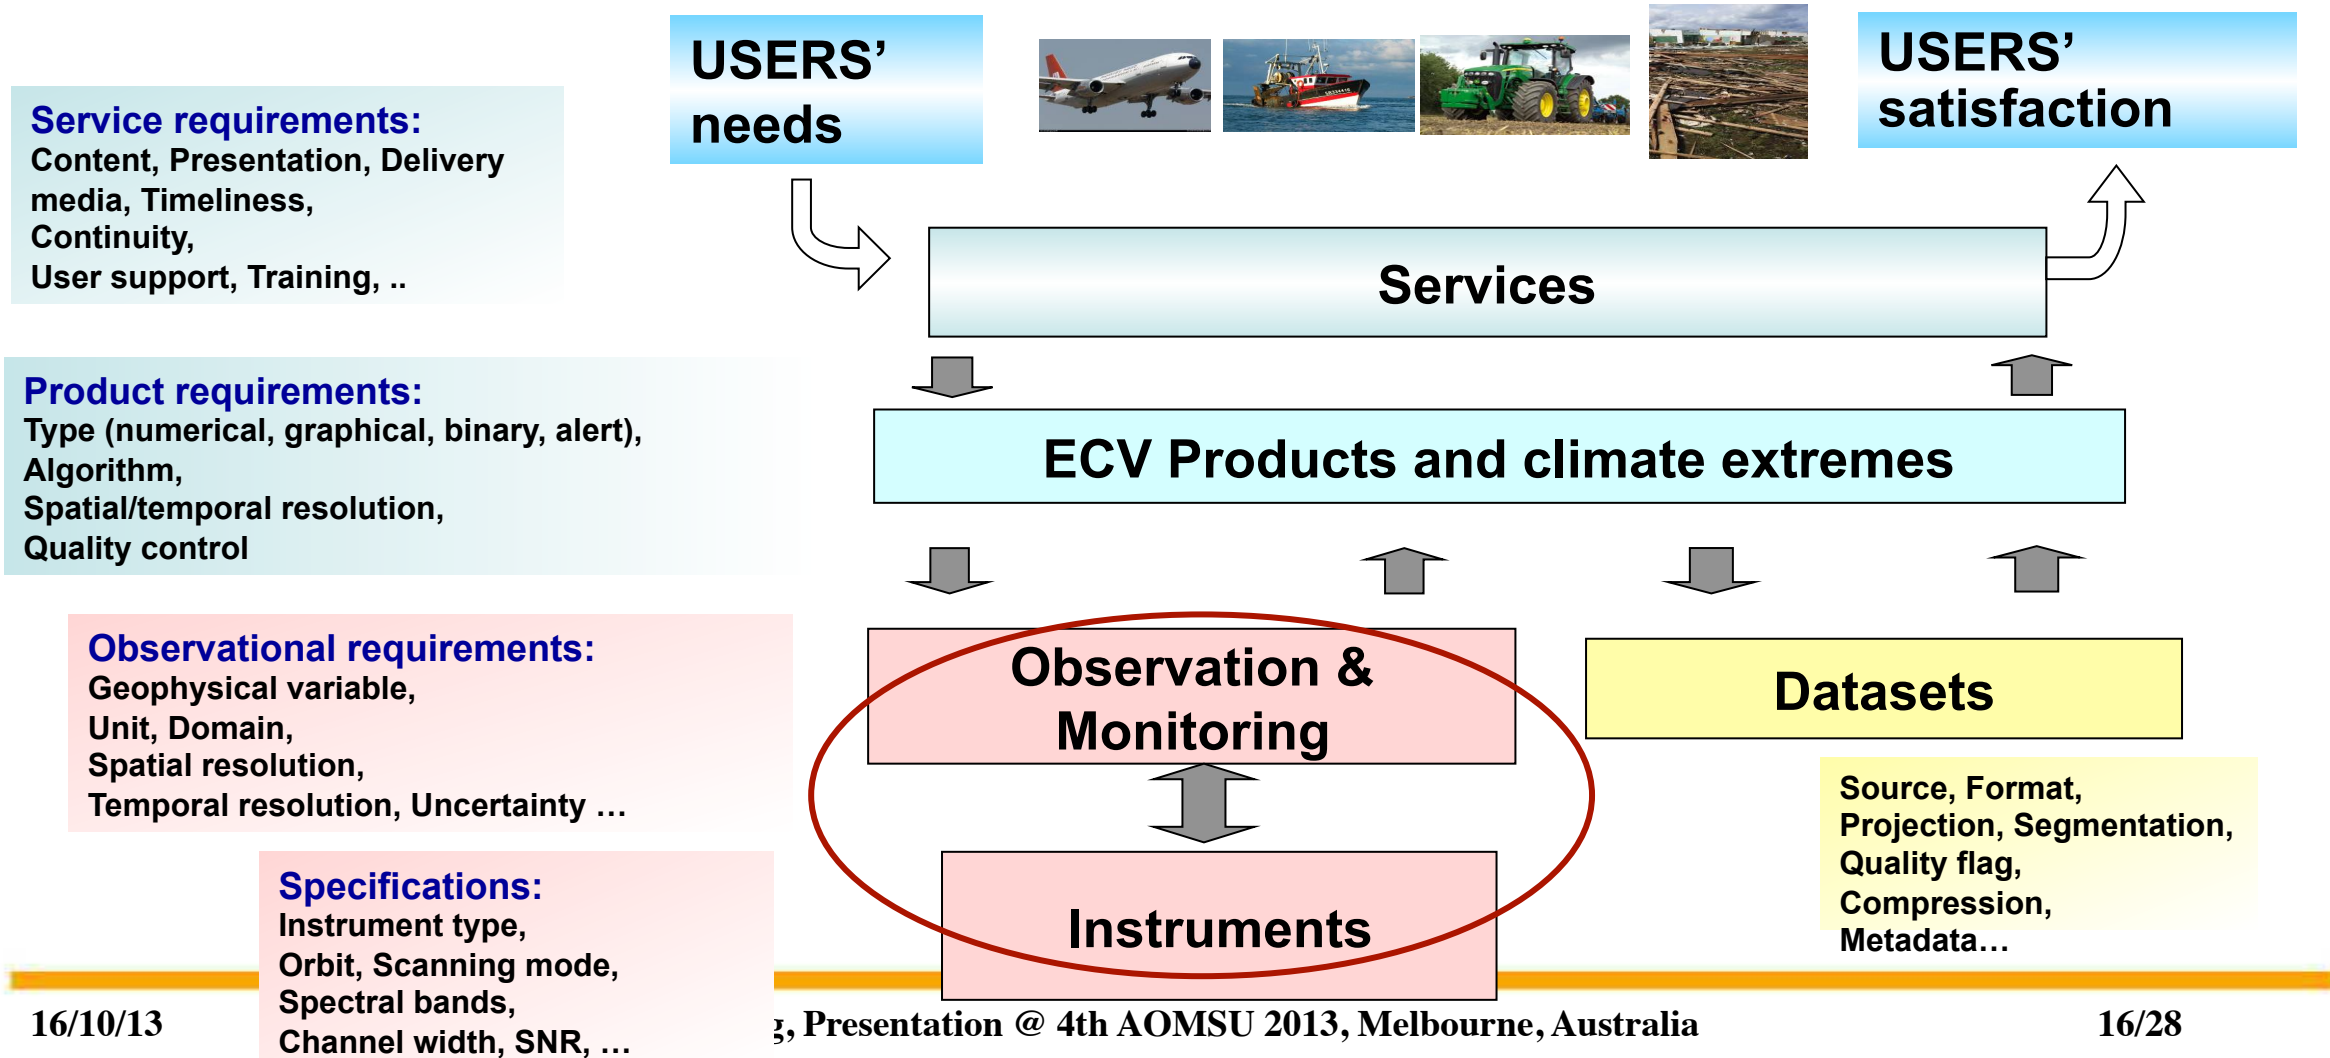 USERS’
needs
USERS’
satisfaction
Service requirements:
Content, Presentation, Delivery
media, Timeliness,
Continuity,
User support, Training, ..
Services
Product requirements:
Type (numerical, graphical, binary, alert),
Algorithm,
Spatial/temporal resolution,
Quality control
ECV Products and climate extremes
Observational requirements:
Geophysical variable,
Unit, Domain,
Spatial resolution,
Temporal resolution, Uncertainty …
Observation &
Monitoring
Datasets
Source, Format,
Projection, Segmentation,
Quality flag,
Compression,
Metadata…
Specifications:
Instrument type,
Orbit, Scanning mode,
Spectral bands,
Channel width, SNR, …
Instruments
16/10/13
g, Presentation @ 4th AOMSU 2013, Melbourne, Australia
16/28